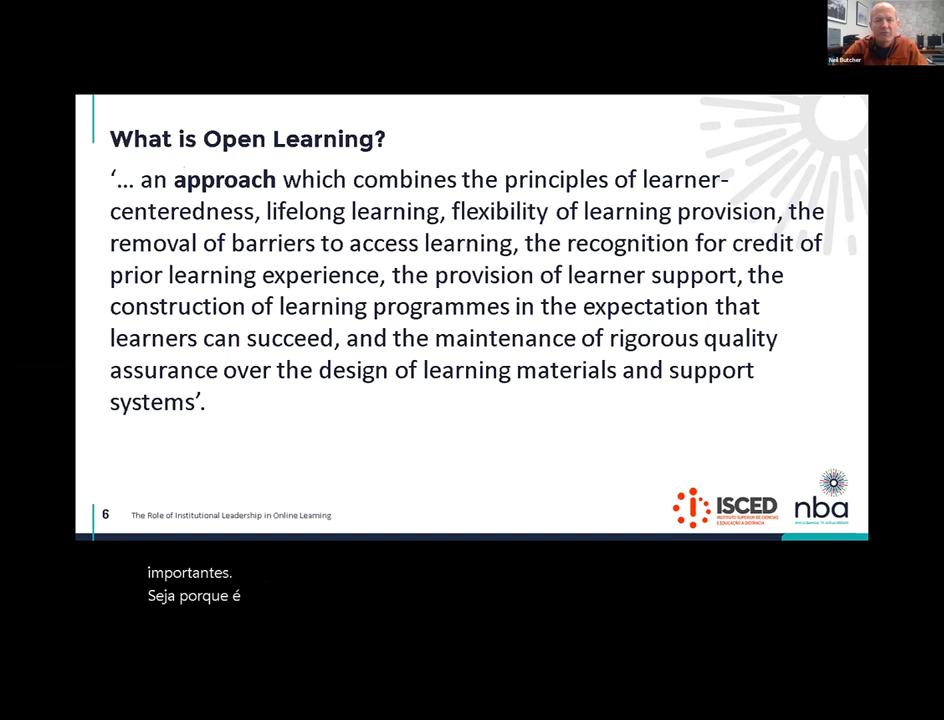 Neil Butcher
What is Open Learning?
‘... an approach which combines the principles of learner-
centeredness, lifelong learning, flexibility of learning provision, the
removal of barriers to access learning, the recognition for credit of
prior learning experience, the provision of learner support, the
construction of learning programmes in the expectation that
learners can succeed, and the maintenance of rigorous quality
assurance over the design of learning materials and support
systems’.
6 The Role of Institutional Leadership in Online Learning
ISCED
INSTITUTO SUPERIOR DE CIÊNCIAS
E EDUCAÇÃO A DISTÂNCIA
nba
importantes.
Seja porque é